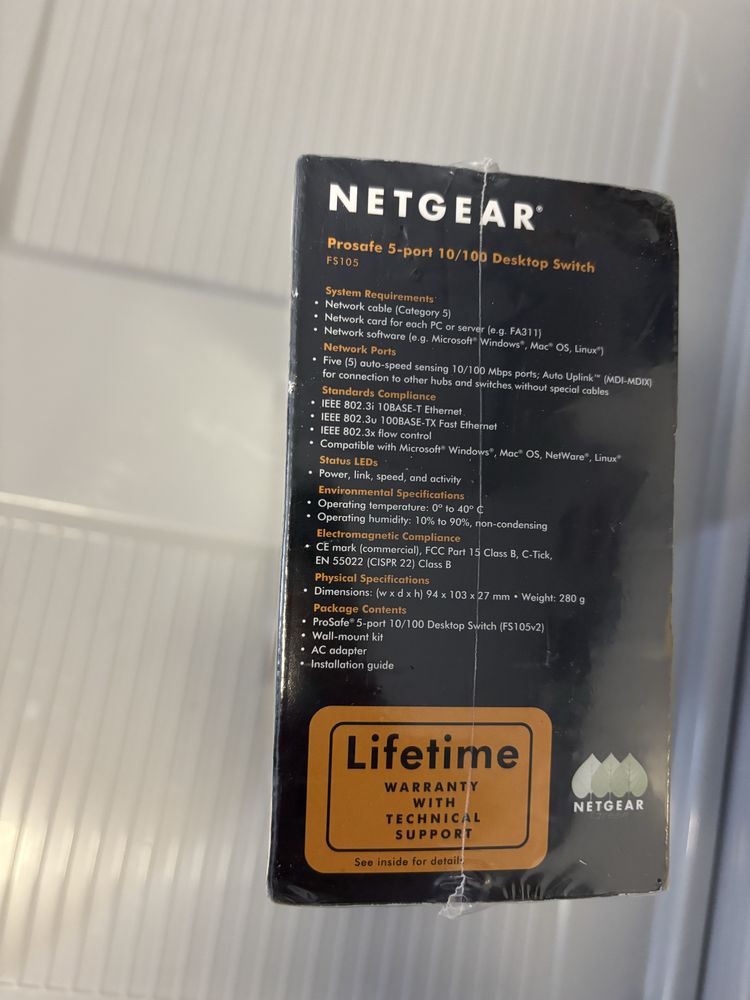 NETGEAR®
Prosafe 5-port 10/100 Desktop Switch
FS105
System Requirements
• Network cable (Category 5)
• Network card for each PC or server (e.g. FA311)
• Network software (e.g. Microsoft® Windows®, Mac® OS, Linux®)
Network Ports
• Five (5) auto-speed sensing 10/100 Mbps ports; Auto Uplink™ (MDI-MDIX)
for connection to other hubs and switches without special cables
Standards Compliance
• IEEE 802.3i 10BASE-T Ethernet
• IEEE 802.3u 100BASE-TX Fast Ethernet
• IEEE 802.3x flow control
• Compatible with Microsoft® Windows®, Mac® OS, NetWare®, Linux®
Status LEDs
• Power, link, speed, and activity
Environmental Specifications
• Operating temperature: 0° to 40° C
• Operating humidity: 10% to 90%, non-condensing
Electromagnetic Compliance
• CE mark (commercial), FCC Part 15 Class B, C-Tick,
EN 55022 (CISPR 22) Class B
Physical Specifications
• Dimensions: (w x d x h) 94 x 103 x 27 mm • Weight: 280 g
Package Contents
• ProSafe® 5-port 10/100 Desktop Switch (FS105v2)
• Wall-mount kit
• AC adapter
• Installation guide
Lifetime
WARRANTY
WITH
TECHNICAL
SUPPORT
See inside for details
NETGEAR